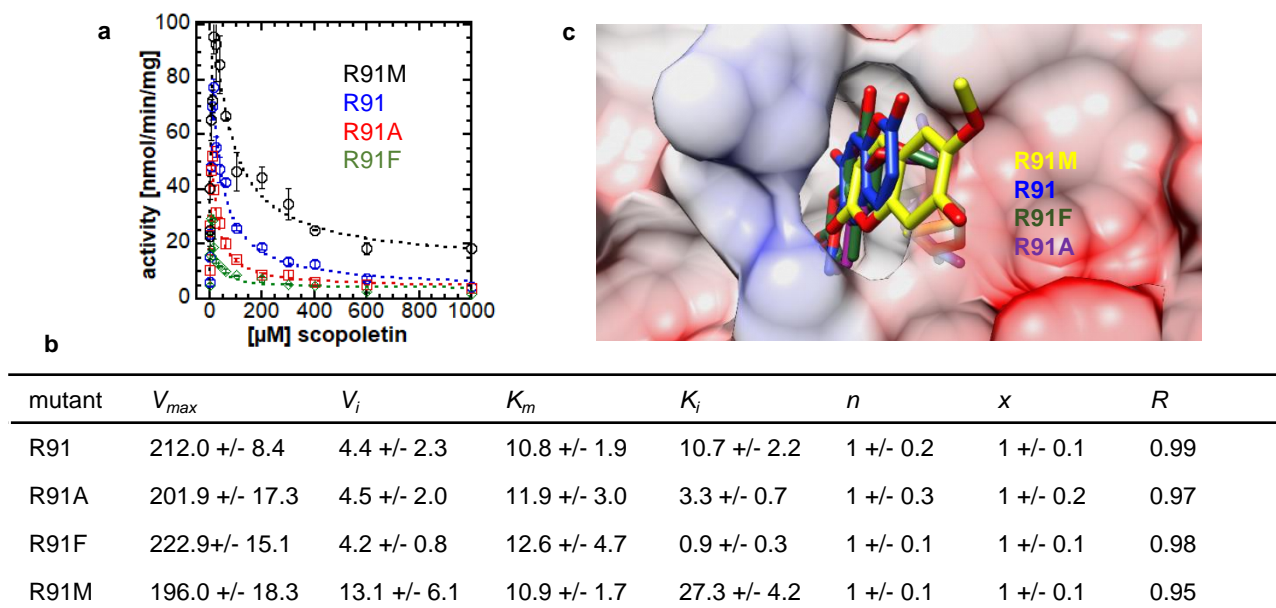 a
activity [nmol/min/mg]
100
80
60
40
20
0
R91M
R91
R91A
R91F
0 200 400 600 800 1000
[µM] scopoletin
c
R91M
R91
R91F
R91A
b
mutant Vmax Vi Km Ki n x R
R91 212.0 +/- 8.4 4.4 +/- 2.3 10.8 +/- 1.9 10.7 +/- 2.2 1 +/- 0.2 1 +/- 0.1 0.99
R91A 201.9 +/- 17.3 4.5 +/- 2.0 11.9 +/- 3.0 3.3 +/- 0.7 1 +/- 0.3 1 +/- 0.2 0.97
R91F 222.9+/- 15.1 4.2 +/- 0.8 12.6 +/- 4.7 0.9 +/- 0.3 1 +/- 0.1 1 +/- 0.1 0.98
R91M 196.0 +/- 18.3 13.1 +/- 6.1 10.9 +/- 1.7 27.3 +/- 4.2 1 +/- 0.1 1 +/- 0.1 0.95